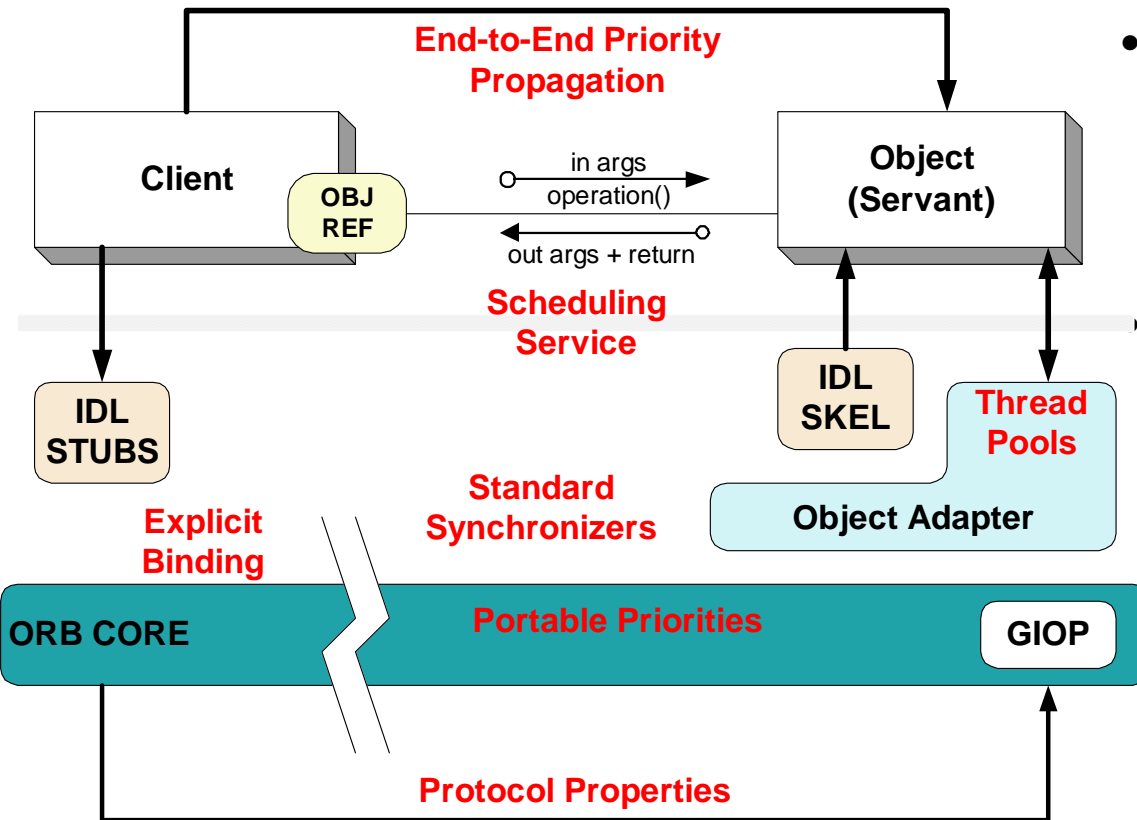 End-to-End Priority
Propagation
•
Client
OBJ
REF
in args
operation()
out args + return
Object
(Servant)
Scheduling
Service
IDL
STUBS
IDL
SKEL
Thread
Pools
Object Adapter
Standard
Synchronizers
Explicit
Binding
ORB CORE
Portable Priorities
GIOP
Protocol Properties